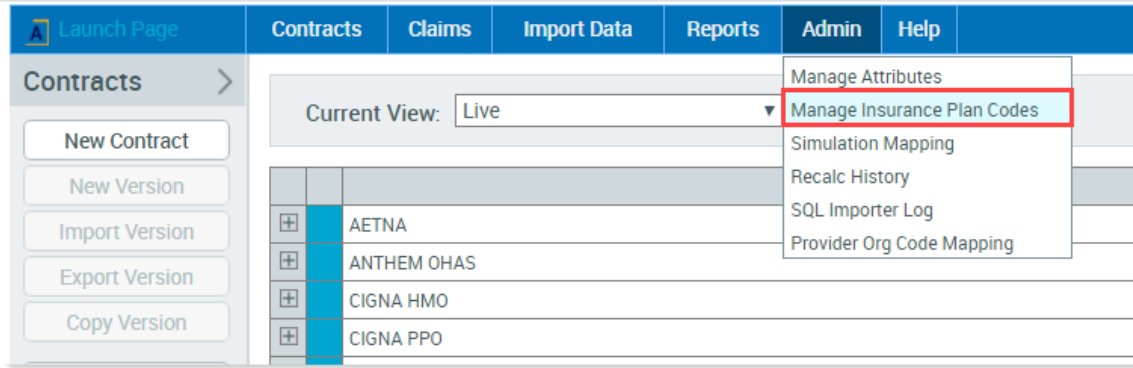 A Launch Page Contracts Claims Import Data Reports Admin Help
Contracts
New Contract
New Version
Import Version
Export Version
Copy Version
Current View: Live
AETNA
ANTHEM OHAS
CIGNA HMO
CIGNA PPO
Manage Attributes
Manage Insurance Plan Codes
Simulation Mapping
Recalc History
SQL Importer Log
Provider Org Code Mapping